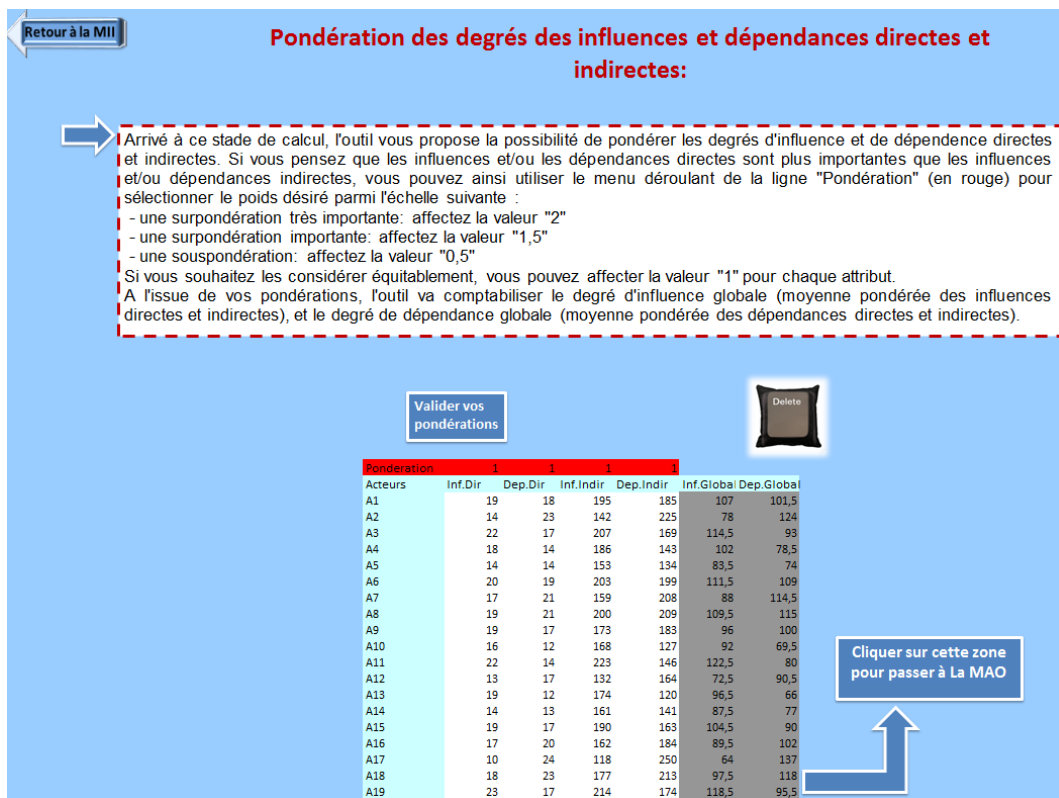 Retour à la MII
Pondération des degrés des influences et dépendances directes et
indirectes:
Arrivé à ce stade de calcul, l'outil vous propose la possibilité de pondérer les degrés d'influence et de dépendence directes
et indirectes. Si vous pensez que les influences et/ou les dépendances directes sont plus importantes que les influences
et/ou dépendances indirectes, vous pouvez ainsi utiliser le menu déroulant de la ligne "Pondération" (en rouge) pour
sélectionner le poids désiré parmi l'échelle suivante :
- une surpondération très importante: affectez la valeur "2"
- une surpondération importante: affectez la valeur "1,5"
- une souspondération: affectez la valeur "0,5"
Si vous souhaitez les considérer équitablement, vous pouvez affecter la valeur "1" pour chaque attribut.
A l'issue de vos pondérations, l'outil va comptabiliser le degré d'influence globale (moyenne pondérée des influences
directes et indirectes), et le degré de dépendance globale (moyenne pondérée des dépendances directes et indirectes).
Valider vos
pondérations
Delete
Ponderation 1 1 1 1
Acteurs Inf.Dir Dep.Dir Inf.Indir Dep.Indir Inf.Global Dep.Global
A1 19 18 195 185 107 101,5
A2 14 23 142 225 78 124
A3 22 17 207 169 114,5 93
A4 18 14 186 143 102 78,5
A5 14 14 153 134 83,5 74
A6 20 19 203 199 111,5 109
A7 17 21 159 208 88 114,5
A8 19 21 200 209 109,5 115
A9 19 17 173 183 96 100
A10 16 12 168 127 92 69,5
A11 22 14 223 146 122,5 80
A12 13 17 132 164 72,5 90,5
A13 19 12 174 120 96,5 66
A14 14 13 161 141 87,5 77
A15 19 17 190 163 104,5 90
A16 17 20 162 184 89,5 102
A17 10 24 118 250 64 137
A18 18 23 177 213 97,5 118
A19 23 17 214 174 118,5 95,5
Cliquer sur cette zone
pour passer à La MAO